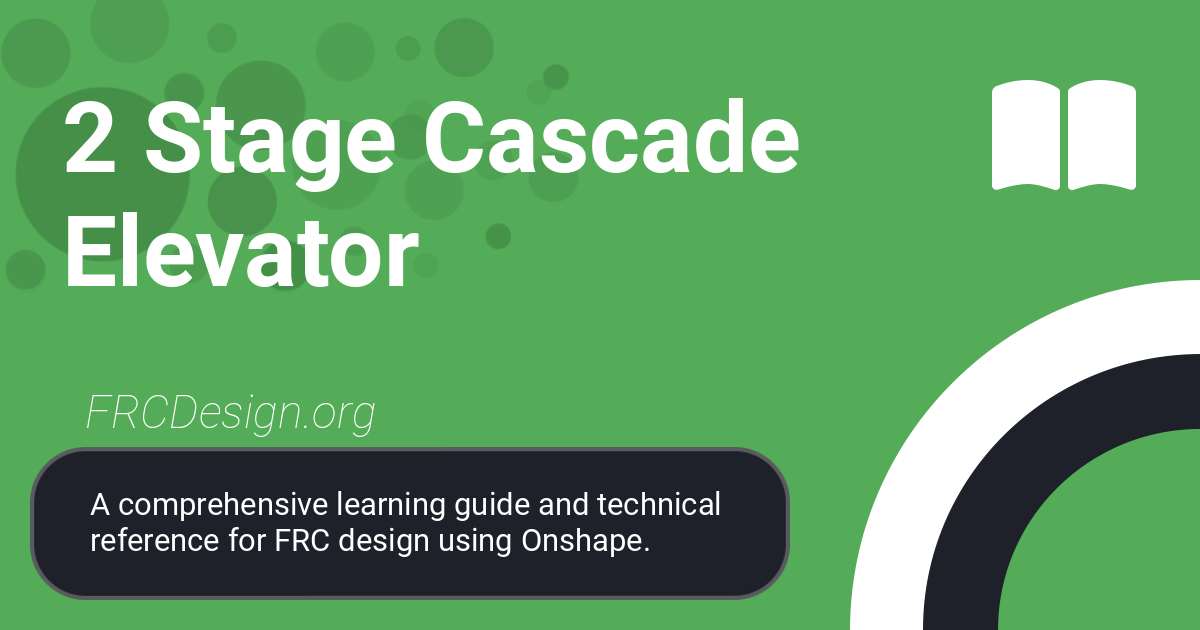 2 Stage Cascade
Elevator
FRCDesign.org
A comprehensive learning guide and technical
reference for FRC design using Onshape.